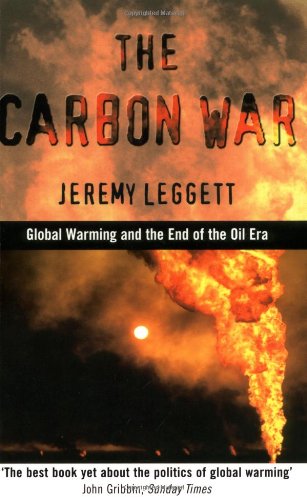 THE
CARBON WAR
JEREMY LEGGETT
Global Warming and the End of the Oil Era
'The best book yet about the politics of global warming'
John Gribbin, Sunday Times